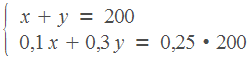 x + y = 200
0,1 x + 0,3 y = 0,25 • 200